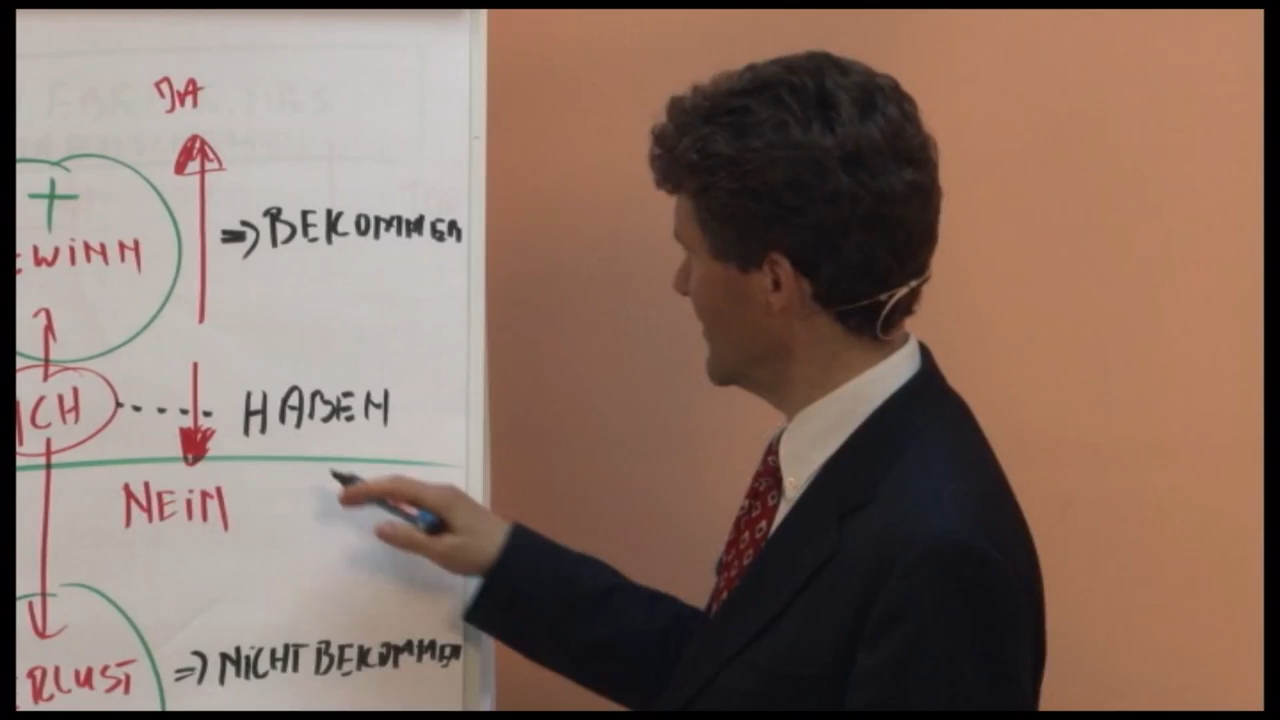 JA
+
EWINN
⇒ BEKOMMEN
ICH
HABEN
NEIN
RLUST
⇒ NICHT BEKOMMEN